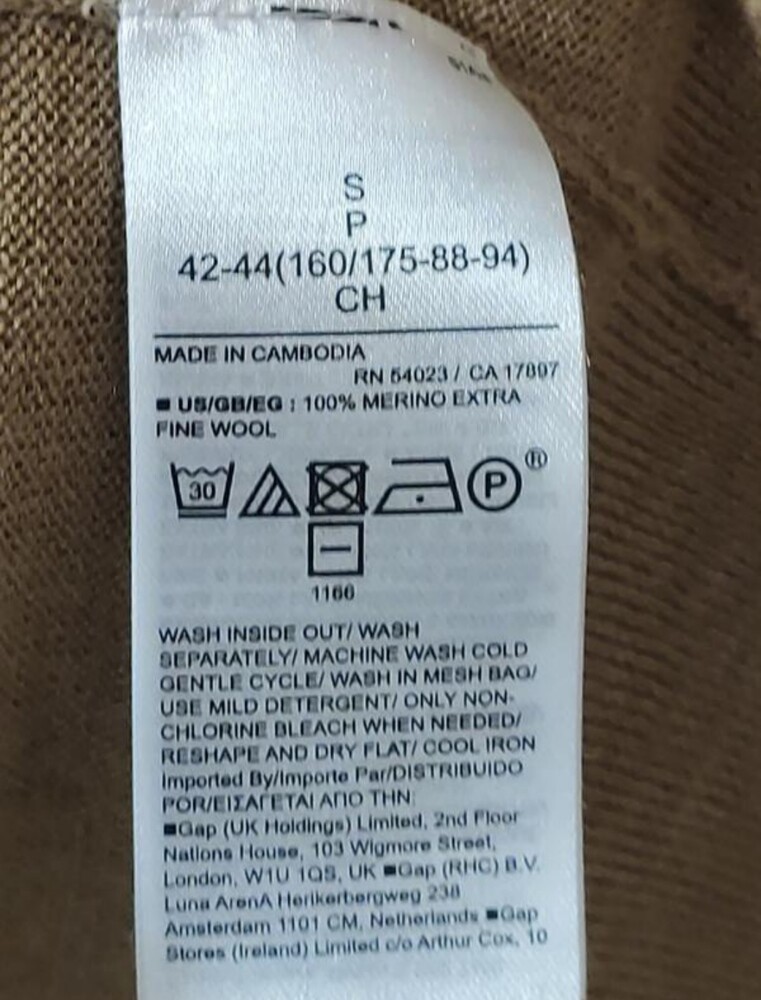 S
P
42-44(160/175-88-94)
CH
MADE IN CAMBODIA
RN 54023 / CA 17897
■ US/GB/EG : 100% MERINO EXTRA
FINE WOOL
30
P
®
1166
WASH INSIDE OUT/ WASH
SEPARATELY/ MACHINE WASH COLD
GENTLE CYCLE/ WASH IN MESH BAG/
USE MILD DETERGENT/ ONLY NON-
CHLORINE BLEACH WHEN NEEDED/
RESHAPE AND DRY FLAT/ COOL IRON
Imported By/Importe Par/DISTRIBUIDO
POR/ΕΙΣΑΓΕΤΑΙ ΑΠΟ ΤΗΝ:
■Gap (UK Holdings) Limited, 2nd Floor
Nations House, 103 Wigmore Street,
London, W1U 1QS, UK ■Gap (RHC) B.V.
Luna ArenA Herikerbergweg 238
Amsterdam 1101 CM, Netherlands ■Gap
Stores (Ireland) Limited c/o Arthur Cox, 10